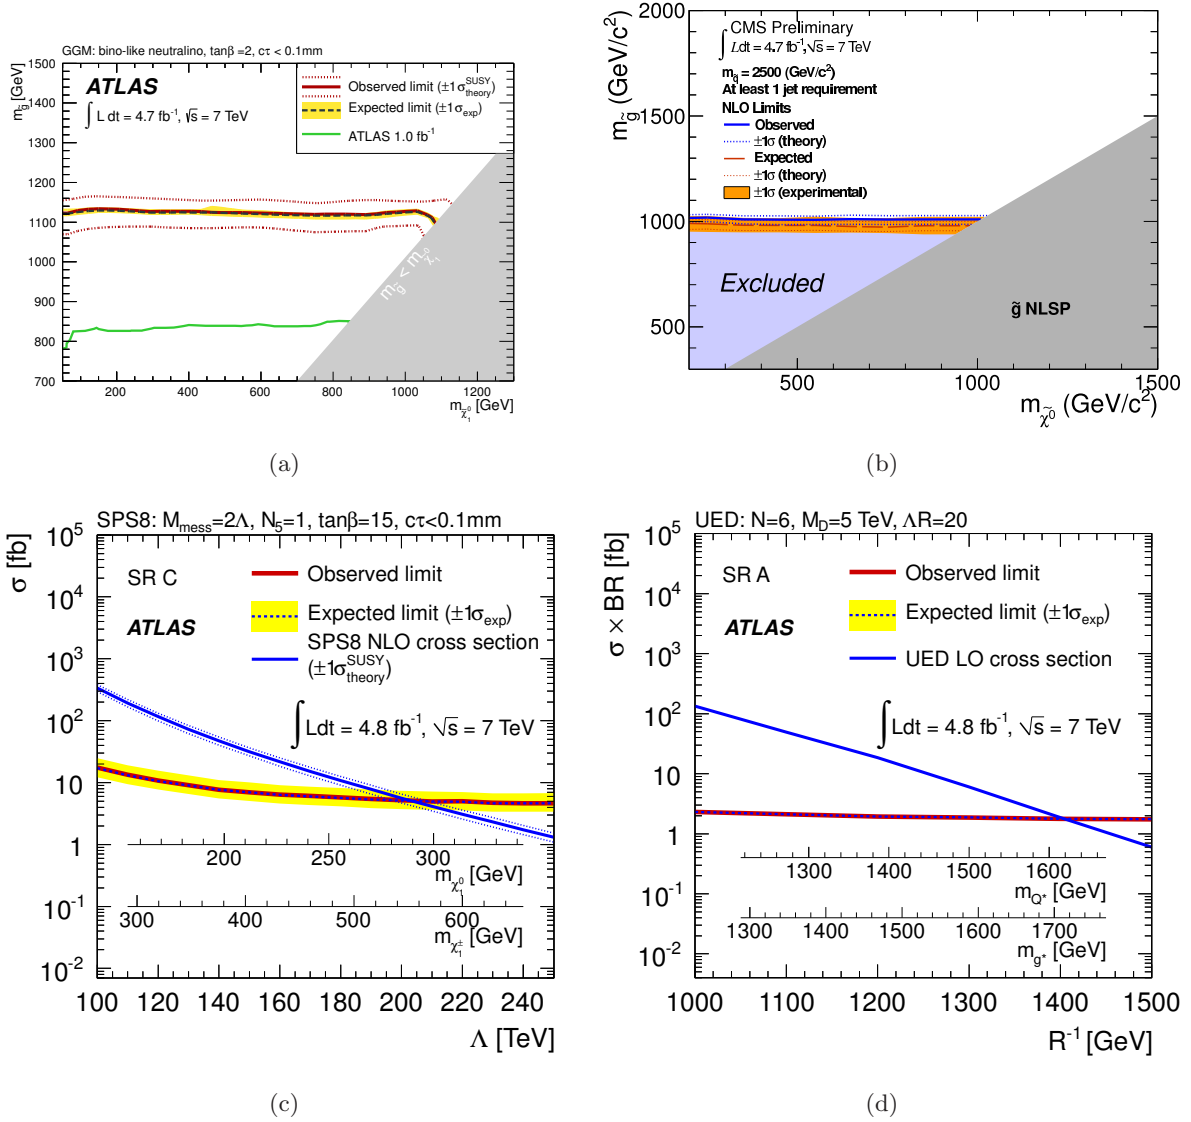 GGM: bino-like neutralino, tanβ =2, cτ < 0.1mm
m_g̃ [GeV]
1500
1400
1300
1200
1100
1000
900
800
700
ATLAS
∫ L dt = 4.7 fb⁻¹, √s = 7 TeV
Observed limit (±1σ^SUSY_theory)
Expected limit (±1σ_exp)
ATLAS 1.0 fb⁻¹
m_g̃ < m_χ̃⁰₁
200 400 600 800 1000 1200
m_χ̃⁰₁ [GeV]
(a)
m_g̃ (GeV/c²)
2000
1500
1000
500
CMS Preliminary
∫ Ldt = 4.7 fb⁻¹, √s = 7 TeV
m_q̃ = 2500 (GeV/c²)
At least 1 jet requirement
NLO Limits
Observed
±1σ (theory)
Expected
±1σ (theory)
±1σ (experimental)
Excluded
g̃ NLSP
500 1000 1500
m_χ̃⁰ (GeV/c²)
(b)
SPS8: M_mess=2Λ, N₅=1, tanβ=15, cτ<0.1mm
σ [fb]
10⁵
10⁴
10³
10²
10
1
10⁻¹
10⁻²
SR C
ATLAS
Observed limit
Expected limit (±1σ_exp)
SPS8 NLO cross section
(±1σ^SUSY_theory)
∫ Ldt = 4.8 fb⁻¹, √s = 7 TeV
200 250 300
m_χ⁰₁ [GeV]
300 400 500 600
m_χ±₁ [GeV]
100 120 140 160 180 200 220 240
Λ [TeV]
(c)
UED: N=6, M_D=5 TeV, ΛR=20
σ × BR [fb]
10⁵
10⁴
10³
10²
10
1
10⁻¹
10⁻²
SR A
ATLAS
Observed limit
Expected limit (±1σ_exp)
UED LO cross section
∫ Ldt = 4.8 fb⁻¹, √s = 7 TeV
1300 1400 1500 1600
m_Q* [GeV]
1300 1400 1500 1600 1700
m_g* [GeV]
1000 1100 1200 1300 1400 1500
R⁻¹ [GeV]
(d)